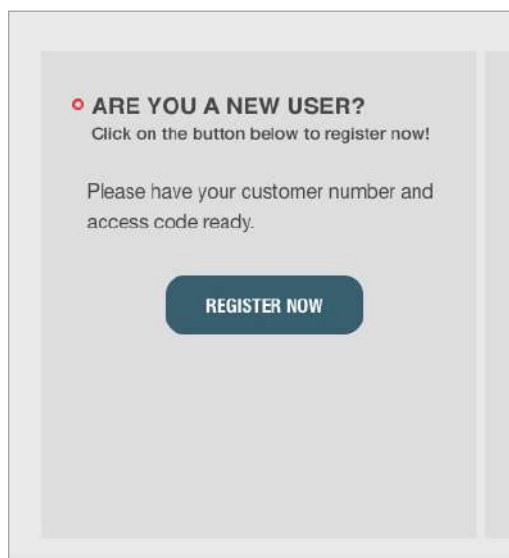 ARE YOU A NEW USER?
Click on the button below to register now!
Please have your customer number and
access code ready.
REGISTER NOW